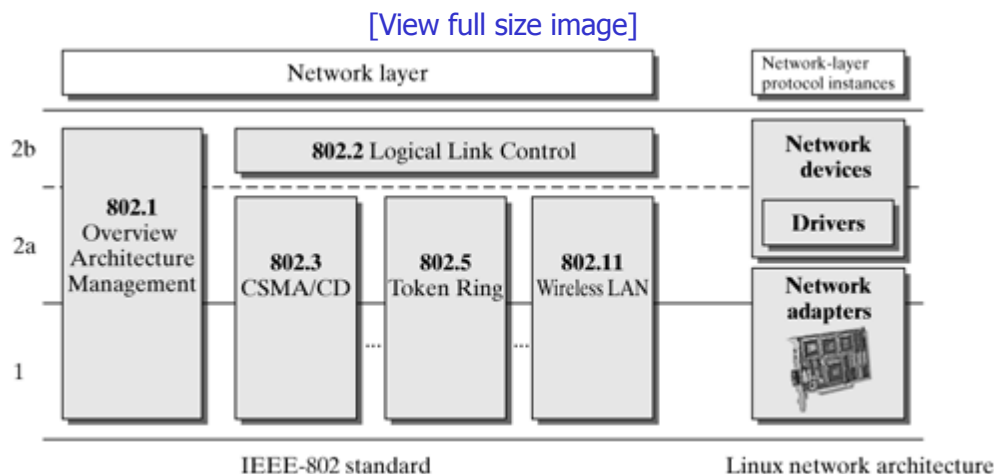 [View full size image]
Network layer
Network-layer
protocol instances
2b
802.2 Logical Link Control
Network
devices
Drivers
2a
802.1
Overview
Architecture
Management
802.3
CSMA/CD
802.5
Token Ring
802.11
Wireless LAN
Network
adapters
...
...
1
IEEE-802 standard
Linux network architecture